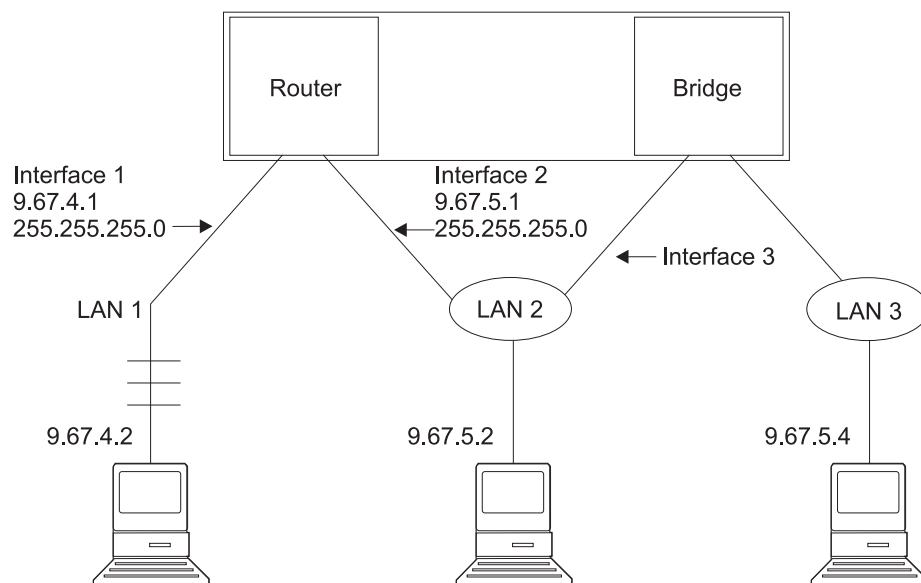 Router
Bridge
Interface 1
9.67.4.1
255.255.255.0
Interface 2
9.67.5.1
255.255.255.0
Interface 3
LAN 1
LAN 2
LAN 3
9.67.4.2
9.67.5.2
9.67.5.4